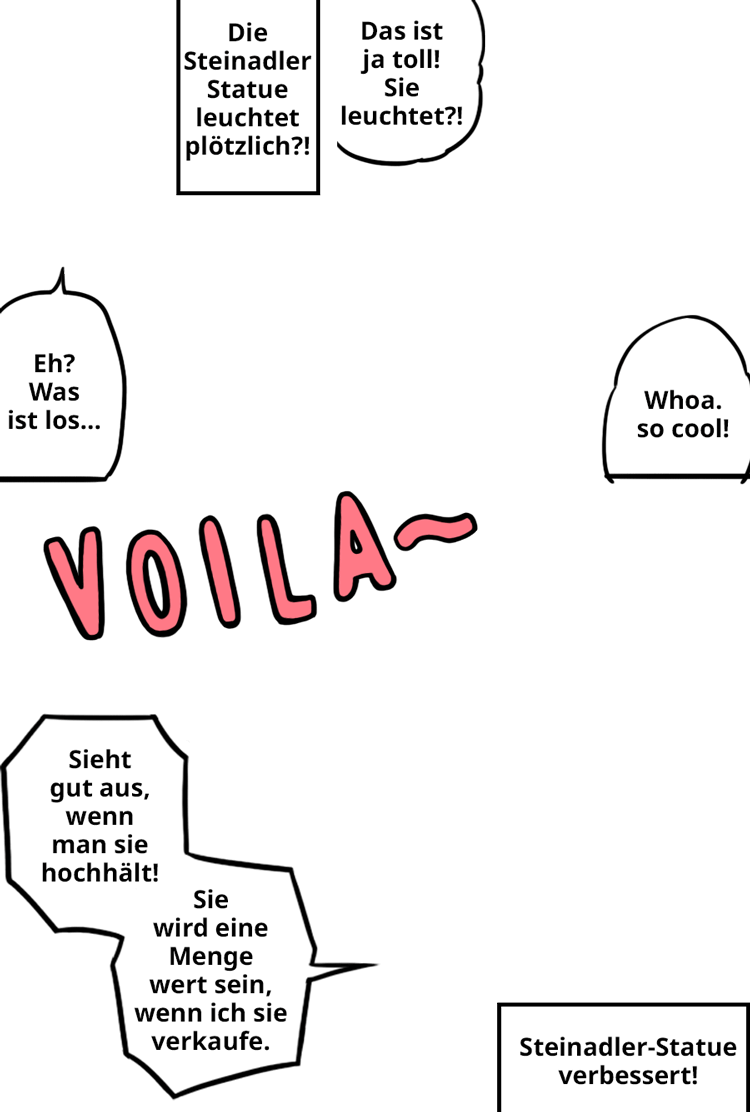 Die
Steinadler
Statue
leuchtet
plötzlich?!
Das ist
ja toll!
Sie
leuchtet?!
Eh?
Was
ist los...
Whoa.
so cool!
VOILA~
Sieht
gut aus,
wenn
man sie
hochhält!
Sie
wird eine
Menge
wert sein,
wenn ich sie
verkaufe.
Steinadler-Statue
verbessert!